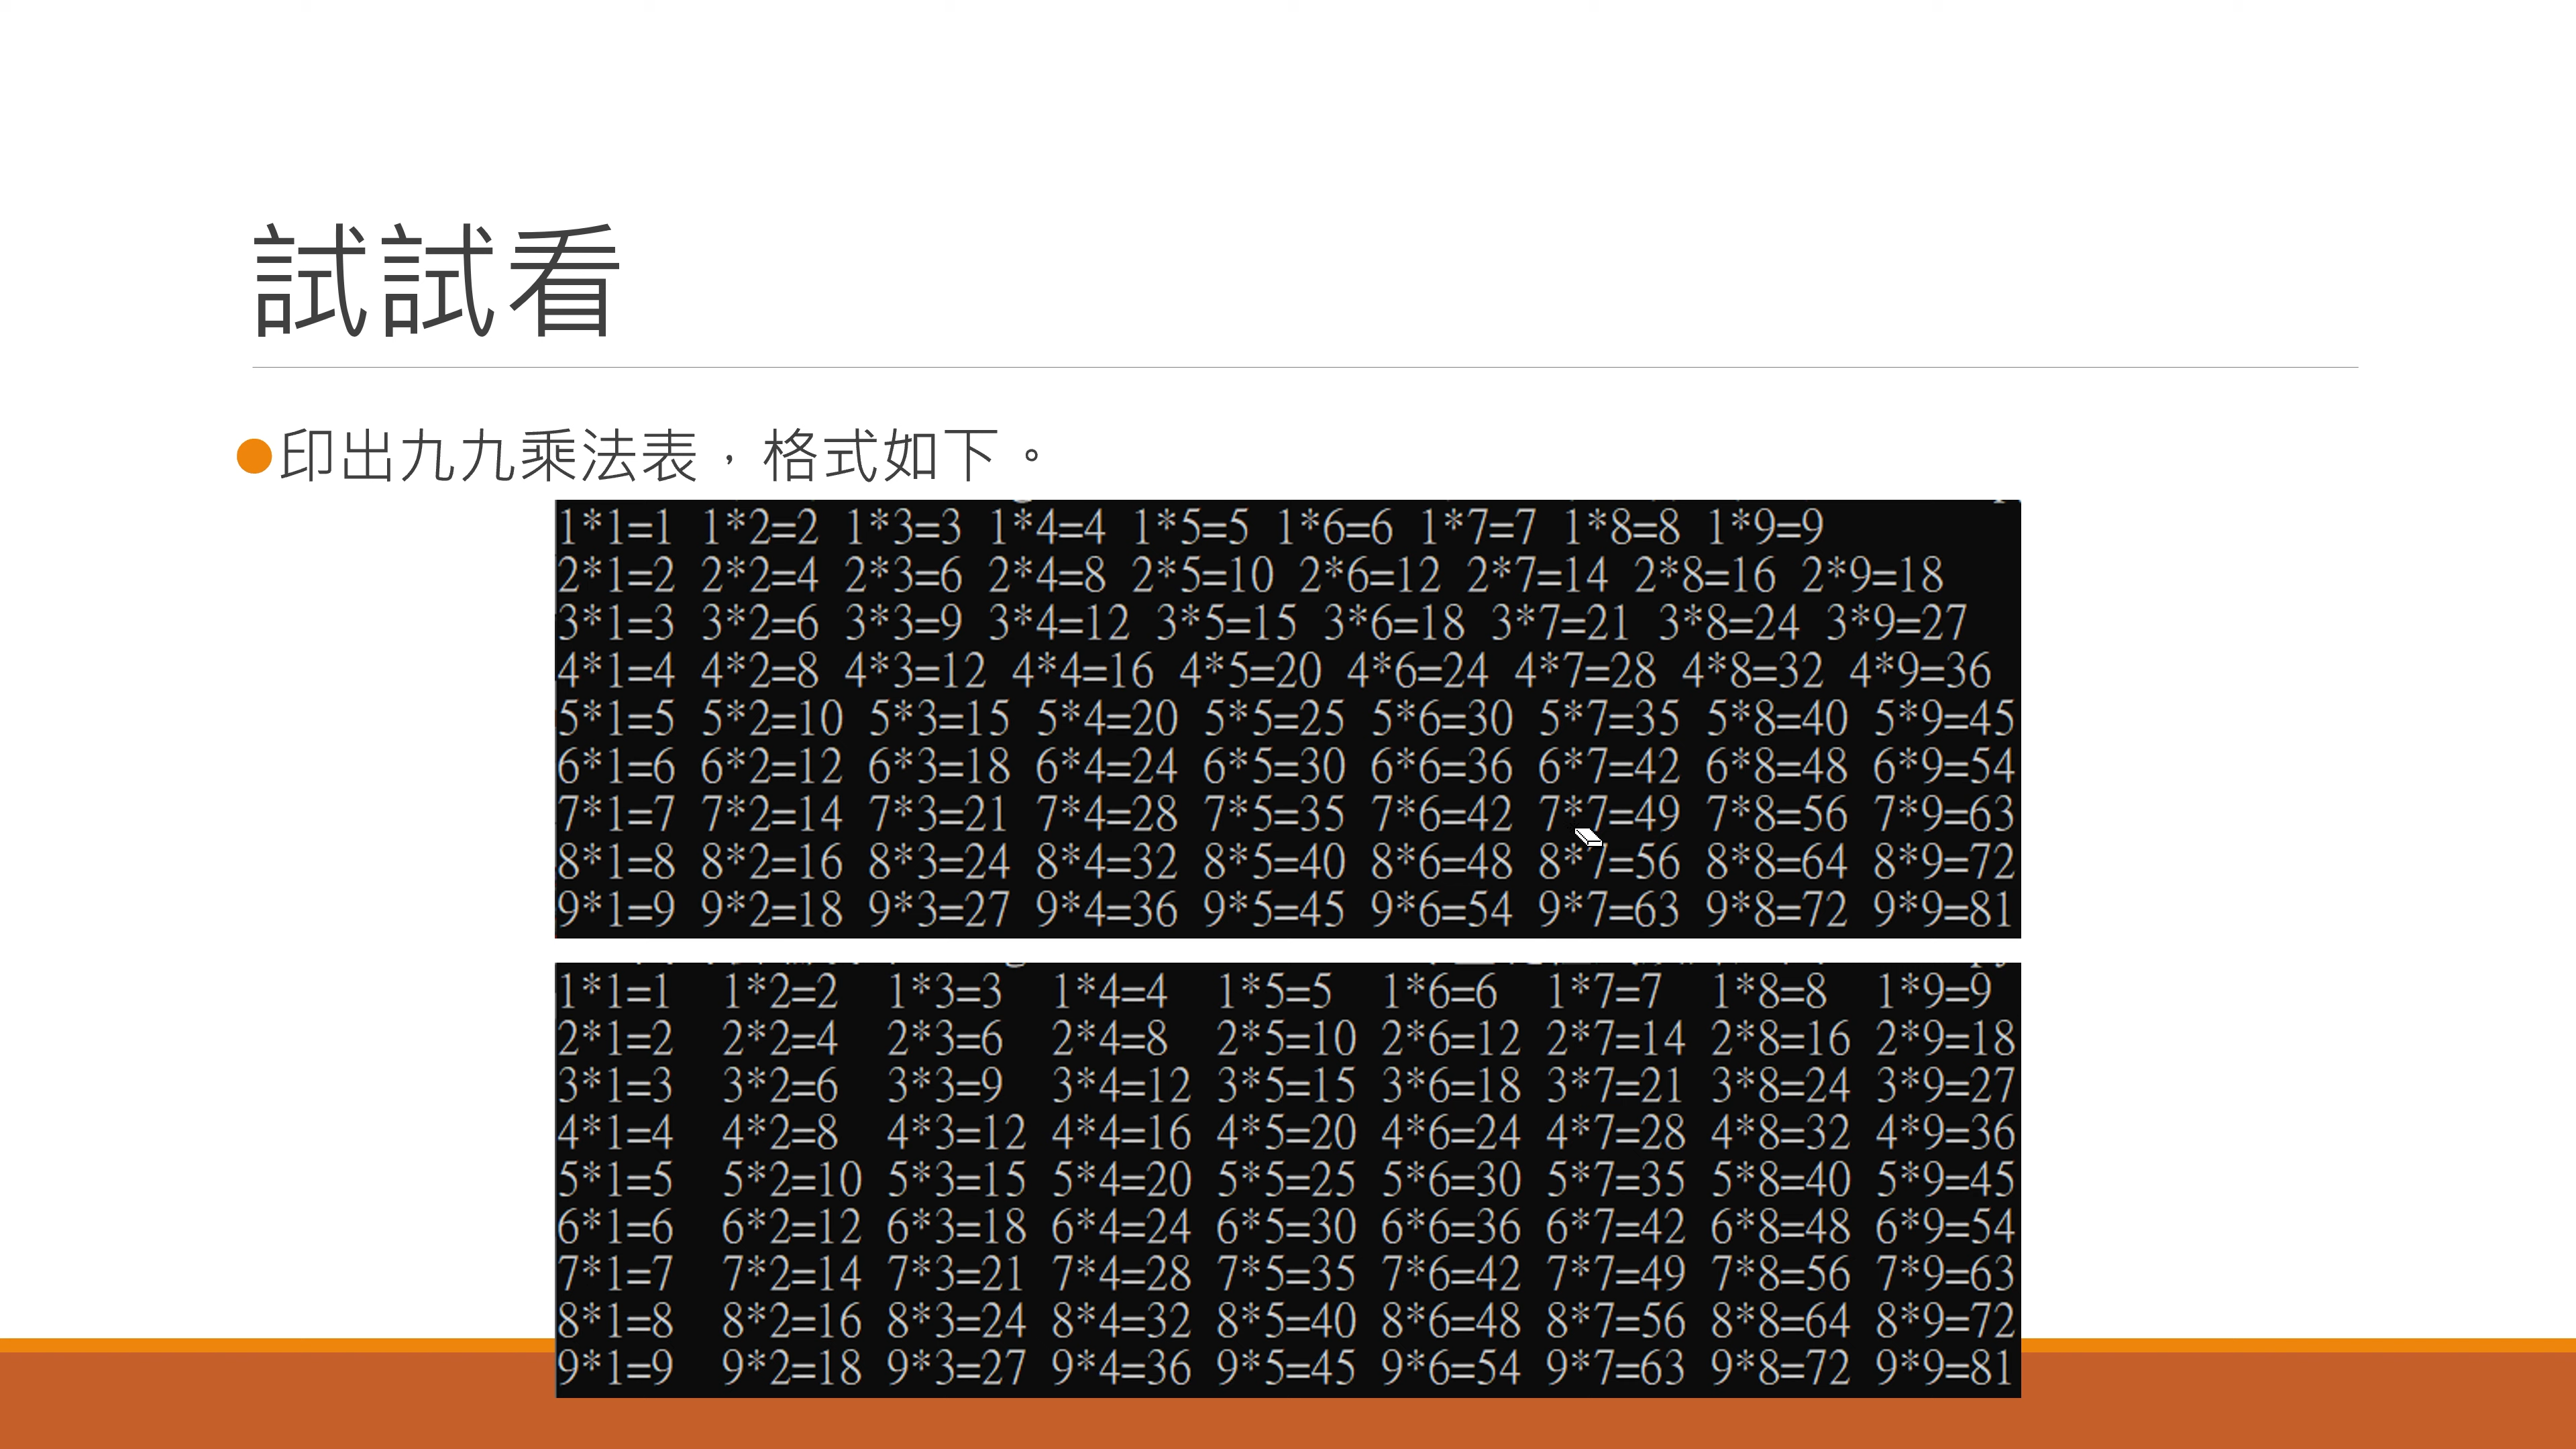 試試看
印出九九乘法表，格式如下。
1*1=1 1*2=2 1*3=3 1*4=4 1*5=5 1*6=6 1*7=7 1*8=8 1*9=9
2*1=2 2*2=4 2*3=6 2*4=8 2*5=10 2*6=12 2*7=14 2*8=16 2*9=18
3*1=3 3*2=6 3*3=9 3*4=12 3*5=15 3*6=18 3*7=21 3*8=24 3*9=27
4*1=4 4*2=8 4*3=12 4*4=16 4*5=20 4*6=24 4*7=28 4*8=32 4*9=36
5*1=5 5*2=10 5*3=15 5*4=20 5*5=25 5*6=30 5*7=35 5*8=40 5*9=45
6*1=6 6*2=12 6*3=18 6*4=24 6*5=30 6*6=36 6*7=42 6*8=48 6*9=54
7*1=7 7*2=14 7*3=21 7*4=28 7*5=35 7*6=42 7*7=49 7*8=56 7*9=63
8*1=8 8*2=16 8*3=24 8*4=32 8*5=40 8*6=48 8*7=56 8*8=64 8*9=72
9*1=9 9*2=18 9*3=27 9*4=36 9*5=45 9*6=54 9*7=63 9*8=72 9*9=81
1*1=1 1*2=2 1*3=3 1*4=4 1*5=5 1*6=6 1*7=7 1*8=8 1*9=9
2*1=2 2*2=4 2*3=6 2*4=8 2*5=10 2*6=12 2*7=14 2*8=16 2*9=18
3*1=3 3*2=6 3*3=9 3*4=12 3*5=15 3*6=18 3*7=21 3*8=24 3*9=27
4*1=4 4*2=8 4*3=12 4*4=16 4*5=20 4*6=24 4*7=28 4*8=32 4*9=36
5*1=5 5*2=10 5*3=15 5*4=20 5*5=25 5*6=30 5*7=35 5*8=40 5*9=45
6*1=6 6*2=12 6*3=18 6*4=24 6*5=30 6*6=36 6*7=42 6*8=48 6*9=54
7*1=7 7*2=14 7*3=21 7*4=28 7*5=35 7*6=42 7*7=49 7*8=56 7*9=63
8*1=8 8*2=16 8*3=24 8*4=32 8*5=40 8*6=48 8*7=56 8*8=64 8*9=72
9*1=9 9*2=18 9*3=27 9*4=36 9*5=45 9*6=54 9*7=63 9*8=72 9*9=81